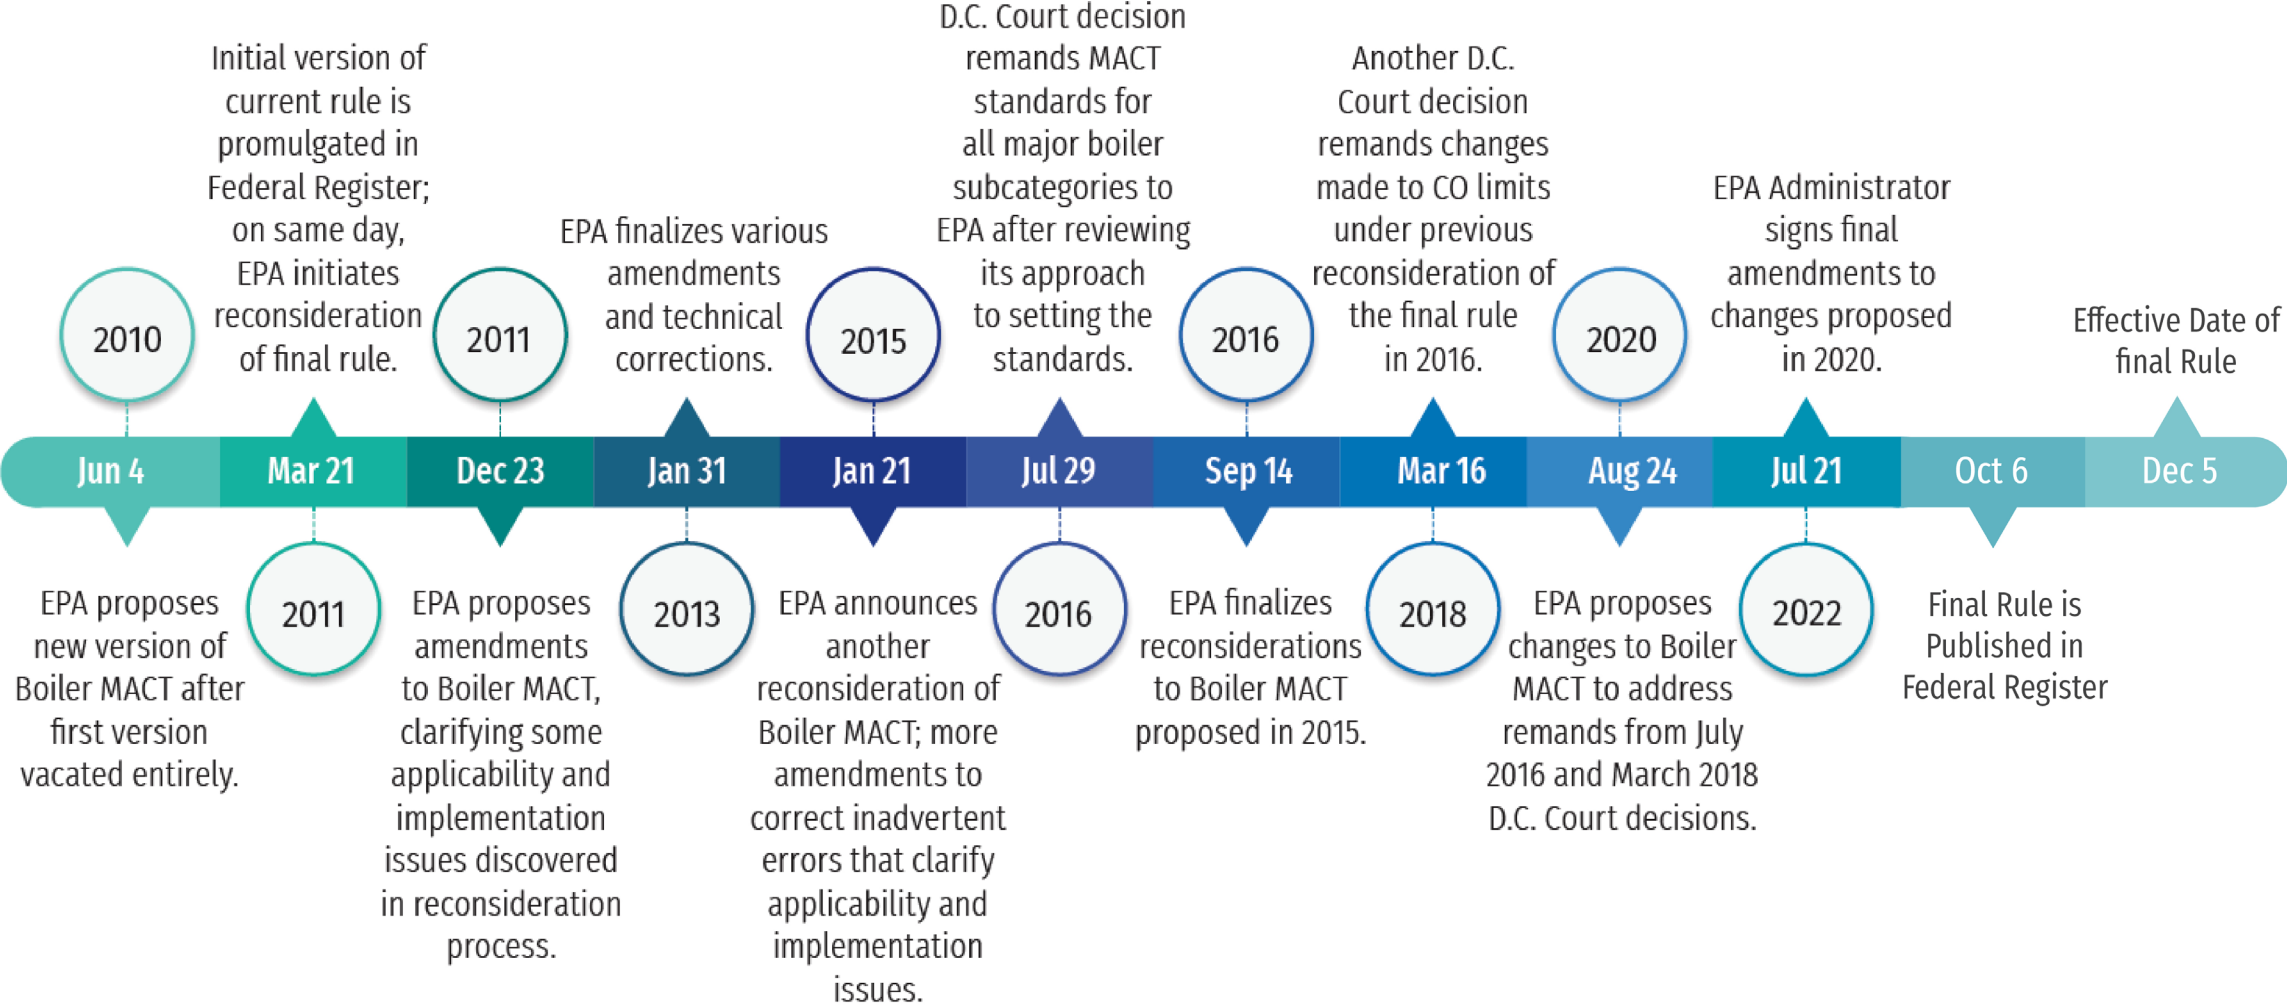 2010
Jun 4
EPA proposes
new version of
Boiler MACT after
first version
vacated entirely.
Initial version of
current rule is
promulgated in
Federal Register;
on same day,
EPA initiates
reconsideration
of final rule.
Mar 21
2011
2011
Dec 23
EPA proposes
amendments
to Boiler MACT,
clarifying some
applicability and
implementation
issues discovered
in reconsideration
process.
EPA finalizes various
amendments
and technical
corrections.
Jan 31
2013
2015
Jan 21
EPA announces
another
reconsideration of
Boiler MACT; more
amendments to
correct inadvertent
errors that clarify
applicability and
implementation
issues.
D.C. Court decision
remands MACT
standards for
all major boiler
subcategories to
EPA after reviewing
its approach
to setting the
standards.
Jul 29
2016
2016
Sep 14
EPA finalizes
reconsiderations
to Boiler MACT
proposed in 2015.
Another D.C.
Court decision
remands changes
made to CO limits
under previous
reconsideration of
the final rule
in 2016.
Mar 16
2018
2020
Aug 24
EPA proposes
changes to Boiler
MACT to address
remands from July
2016 and March 2018
D.C. Court decisions.
EPA Administrator
signs final
amendments to
changes proposed
in 2020.
Jul 21
2022
Oct 6
Final Rule is
Published in
Federal Register
Effective Date of
final Rule
Dec 5